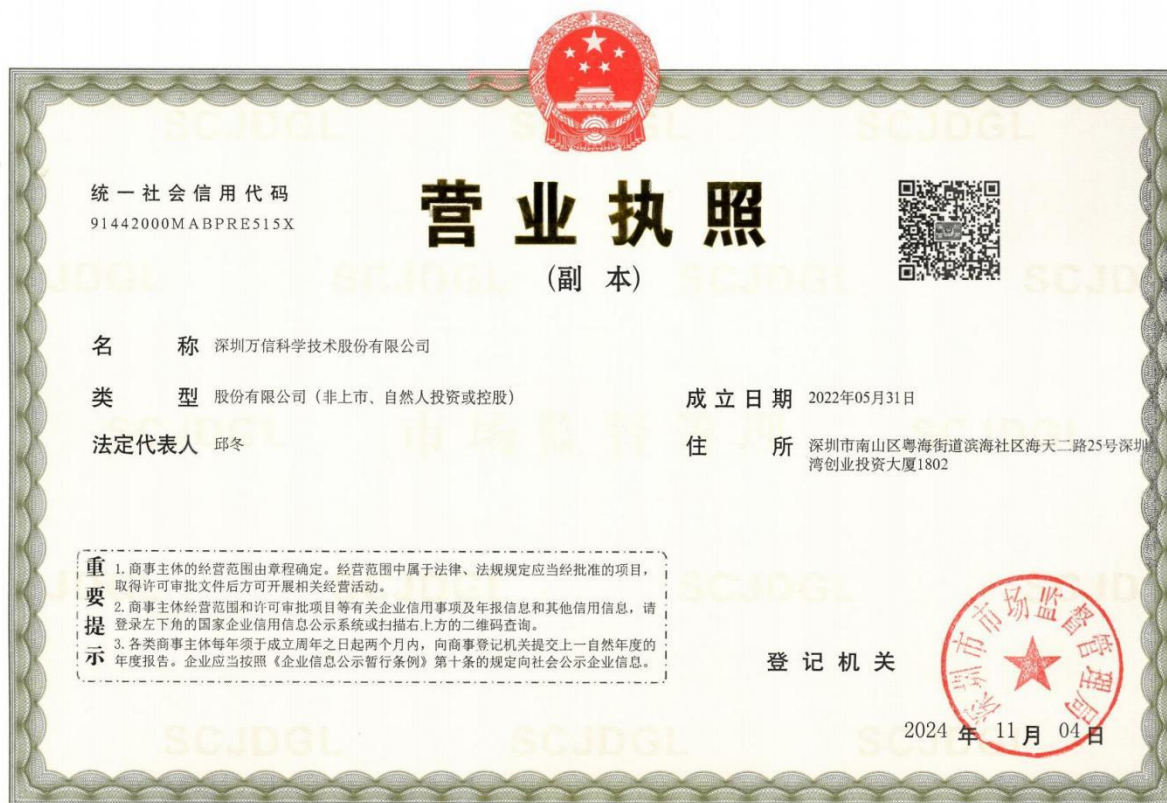 统一社会信用代码
91442000MABPRE515X
营业执照
(副 本)
名 称 深圳万信科学技术股份有限公司
类 型 股份有限公司（非上市、自然人投资或控股）
法定代表人 邱冬
成立日期 2022年05月31日
住 所 深圳市南山区粤海街道滨海社区海天二路25号深圳
湾创业投资大厦1802
重要提示
1. 商事主体的经营范围由章程确定。经营范围中属于法律、法规规定应当经批准的项目，
取得许可审批文件后方可开展相关经营活动。
2. 商事主体经营范围和许可审批项目等有关企业信用事项及年报信息和其他信用信息，请
登录左下角的国家企业信用信息公示系统或扫描右上方的二维码查询。
3. 各类商事主体每年须于成立周年之日起两个月内，向商事登记机关提交上一自然年度的
年度报告。企业应当按照《企业信息公示暂行条例》第十条的规定向社会公示企业信息。
登记机关
深圳市市场监督管理局
2024 年 11 月 04 日
SCJDGL